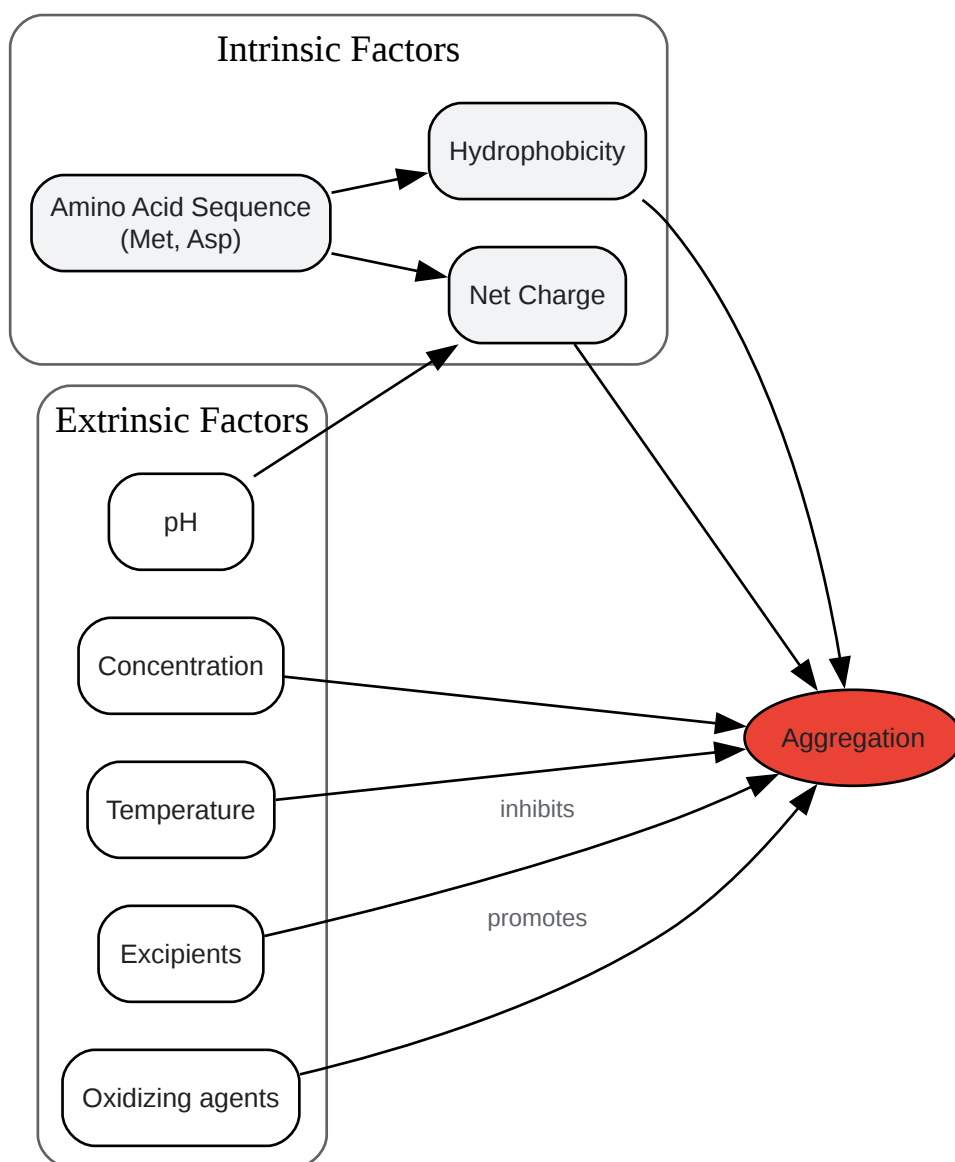 Intrinsic Factors
Hydrophobicity
Amino Acid Sequence
(Met, Asp)
Net Charge
Extrinsic Factors
pH
Concentration
Aggregation
Temperature
inhibits
promotes
Excipients
Oxidizing agents